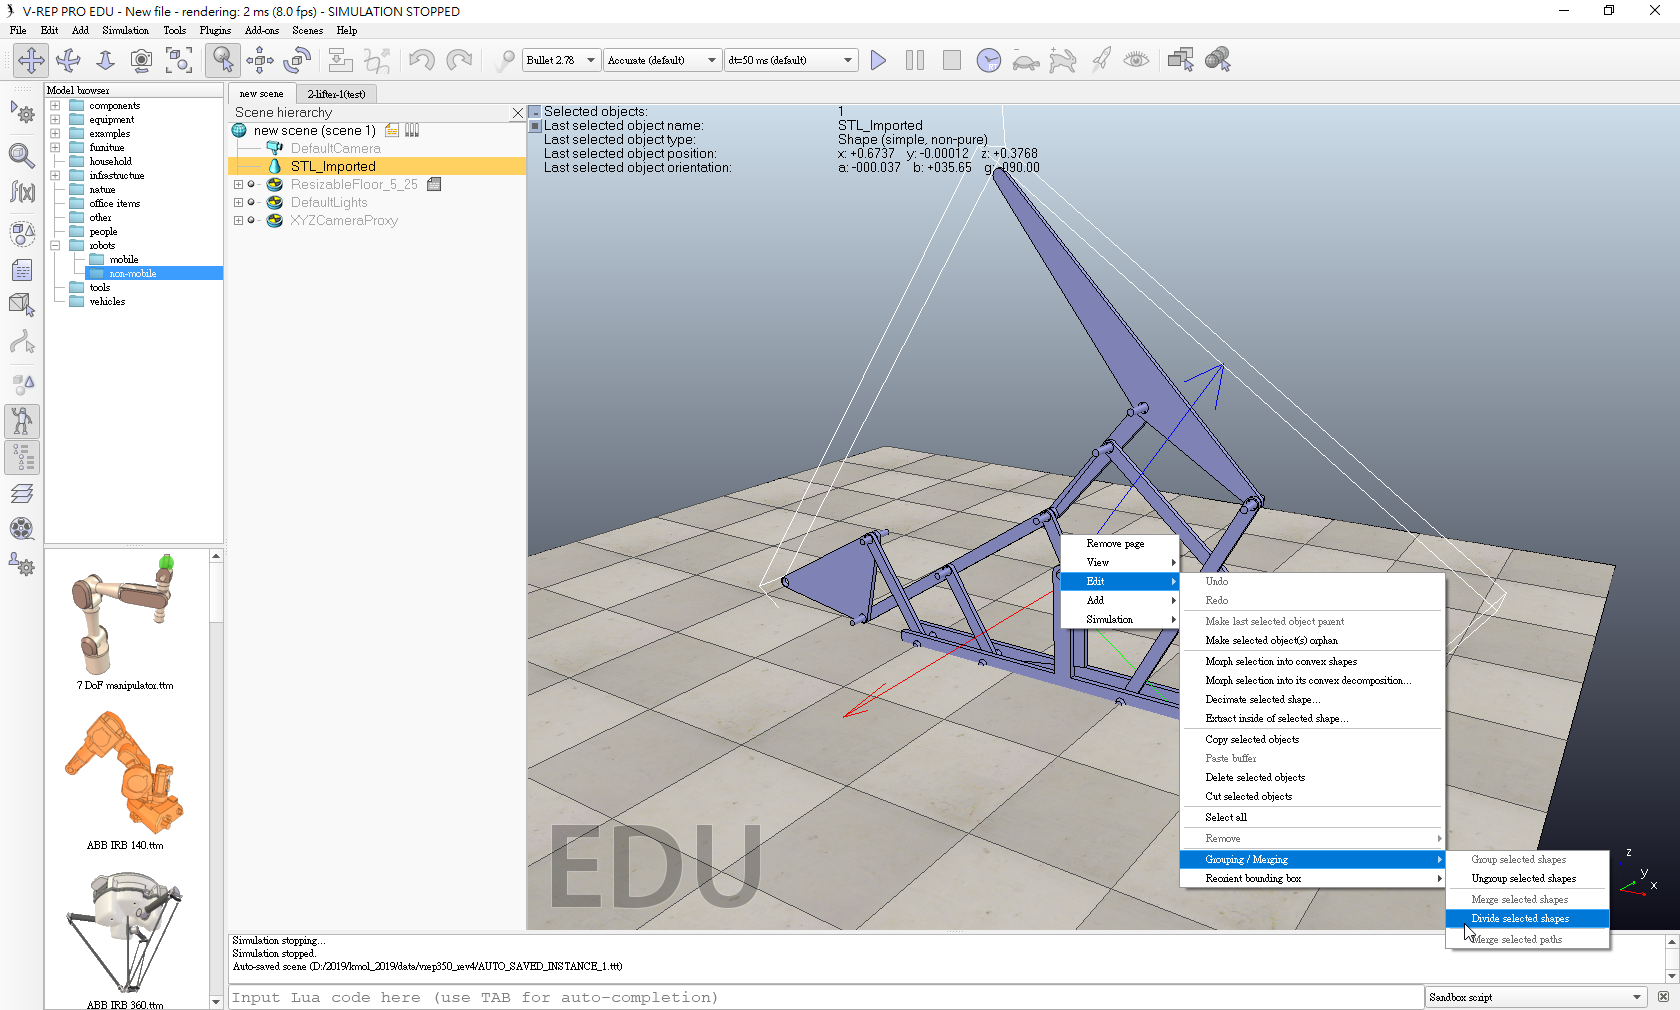 V-REP PRO EDU - New file - rendering: 2 ms (8.0 fps) - SIMULATION STOPPED
File Edit Add Simulation Tools Plugins Add-ons Scenes Help
Bullet 2.78 Accurate (default) dt=50 ms (default)
Model browser
components
equipment
examples
furniture
household
infrastructure
nature
office items
other
people
robots
mobile
non-mobile
tools
vehicles
7 DoF manipulator.ttm
ABB IRB 140.ttm
ABB IRB 360.ttm
new scene 2-lifter-1(test)
Scene hierarchy
new scene (scene 1)
DefaultCamera
STL_Imported
ResizableFloor_5_25
DefaultLights
XYZCameraProxy
Selected objects: 1
Last selected object name: STL_Imported
Last selected object type: Shape (simple, non-pure)
Last selected object position: x: +0.6737 y: -0.00012 z: +0.3768
Last selected object orientation: a: -000.037 b: +035.65 g: -090.00
Remove page
View
Edit
Add
Simulation
Undo
Redo
Make last selected object parent
Make selected object(s) orphan
Morph selection into convex shapes
Morph selection into its convex decomposition...
Decimate selected shape...
Extract inside of selected shape...
Copy selected objects
Paste buffer
Delete selected objects
Cut selected objects
Select all
Remove
Grouping / Merging
Reorient bounding box
Group selected shapes
Ungroup selected shapes
Merge selected shapes
Divide selected shapes
Merge selected paths
z
y
x
EDU
Simulation stopping...
Simulation stopped.
Auto-saved scene (D:/2019/kmol_2019/data/vrep350_rev4/AUTO_SAVED_INSTANCE_1.ttt)
Input Lua code here (use TAB for auto-completion)
Sandbox script